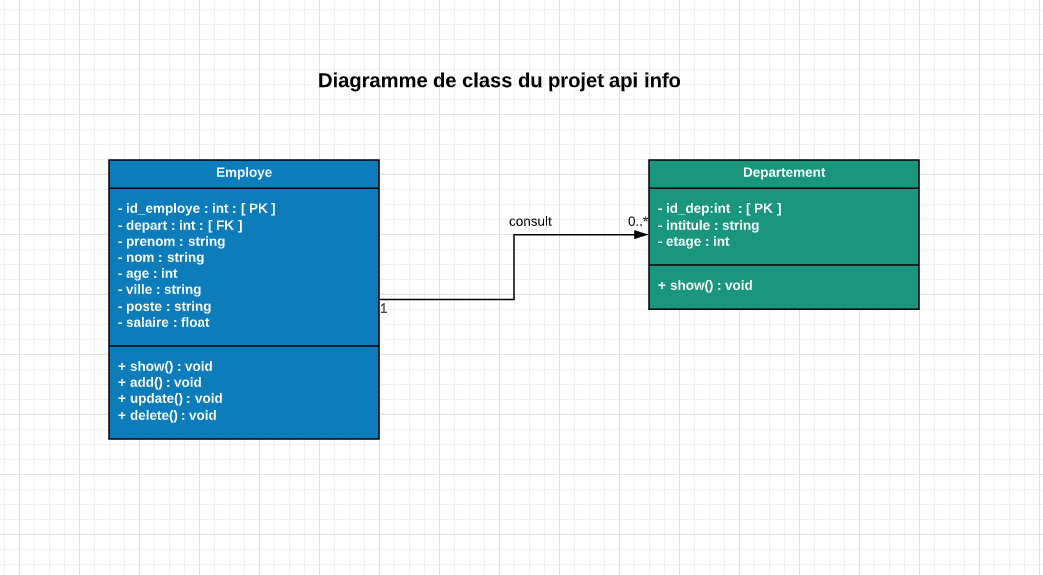 Diagramme de class du projet api info
Employe
- id_employe : int : [ PK ]
- depart : int : [ FK ]
- prenom : string
- nom : string
- age : int
- ville : string
- poste : string
- salaire : float
+ show() : void
+ add() : void
+ update() : void
+ delete() : void
1
consult
0..*
Departement
- id_dep:int : [ PK ]
- intitule : string
- etage : int
+ show() : void